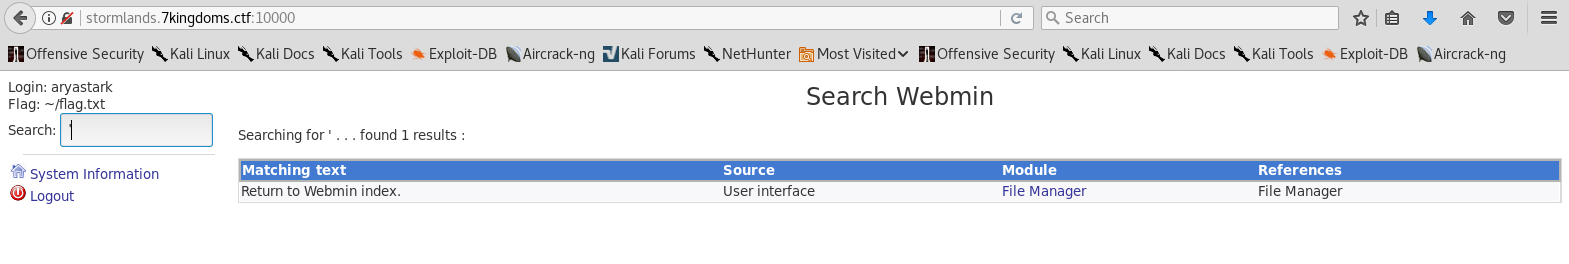 stormlands.7kingdoms.ctf:10000
Search
Offensive Security Kali Linux Kali Docs Kali Tools Exploit-DB Aircrack-ng Kali Forums NetHunter Most Visited Offensive Security Kali Linux Kali Docs Kali Tools Exploit-DB Aircrack-ng
Login: aryastark
Flag: ~/flag.txt
Search: '
System Information
Logout
Search Webmin
Searching for ' . . . found 1 results :
Matching text Source Module References
Return to Webmin index. User interface File Manager File Manager